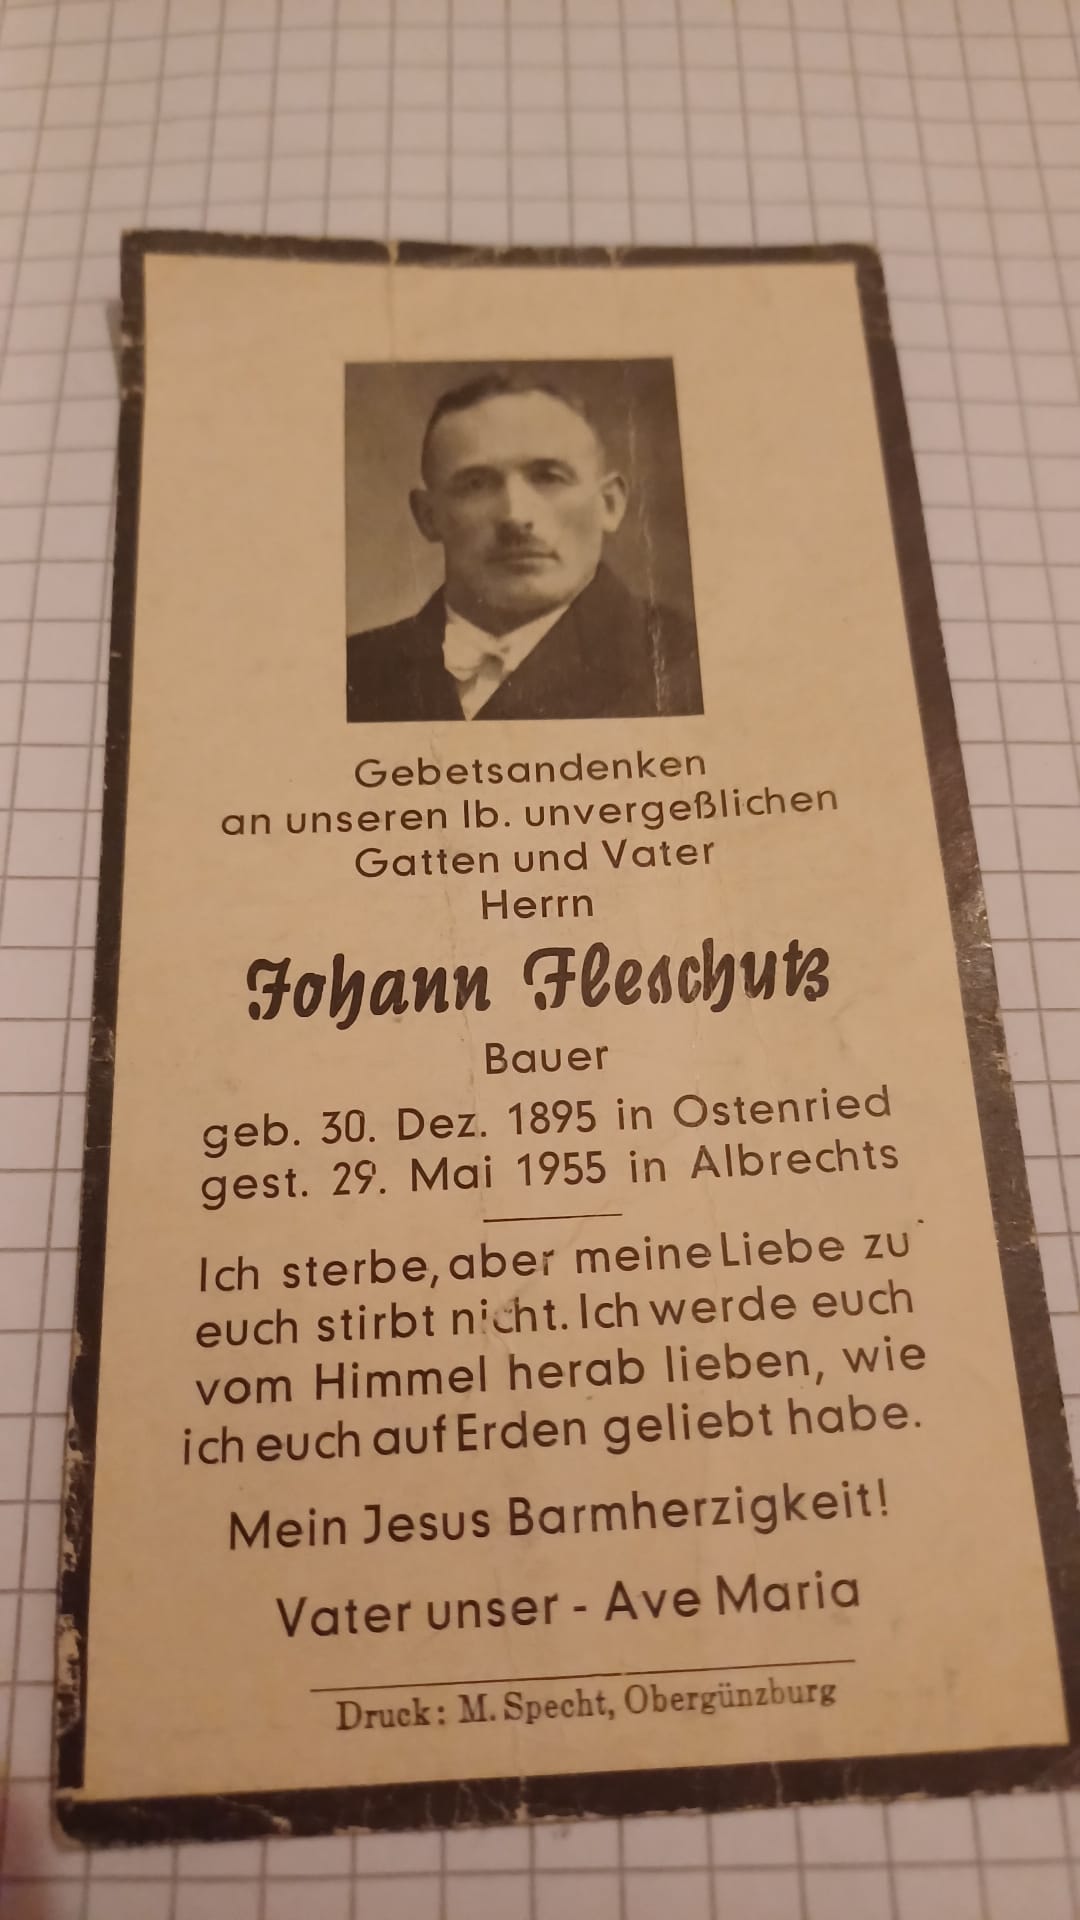 Gebetsandenken
an unseren lb. unvergeßlichen
Gatten und Vater
Herrn
Johann Fleschutz
Bauer
geb. 30. Dez. 1895 in Ostenried
gest. 29. Mai 1955 in Albrechts
Ich sterbe, aber meine Liebe zu
euch stirbt nicht. Ich werde euch
vom Himmel herab lieben, wie
ich euch auf Erden geliebt habe.
Mein Jesus Barmherzigkeit!
Vater unser - Ave Maria
Druck: M. Specht, Obergünzburg